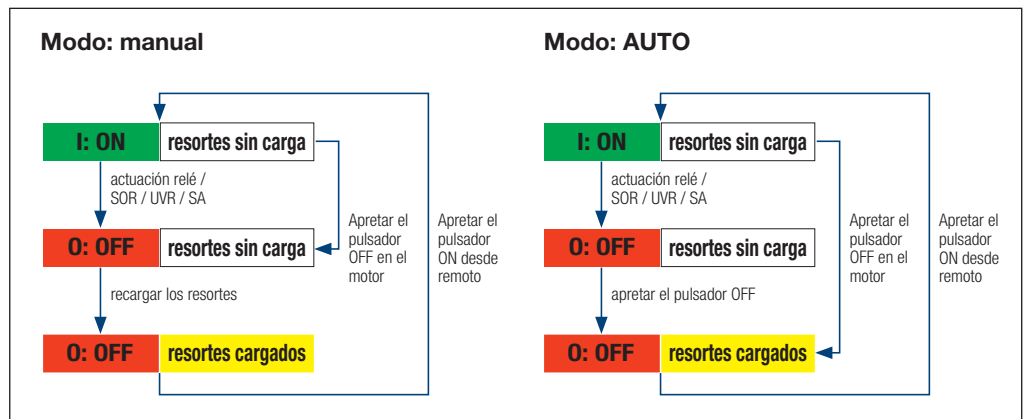 Modo: manual
I: ON
resortes sin carga
actuación relé /
SOR / UVR / SA
O: OFF
resortes sin carga
recargar los resortes
O: OFF
resortes cargados
Apretar el
pulsador
OFF en el
motor
Apretar el
pulsador
ON desde
remoto
Modo: AUTO
I: ON
resortes sin carga
actuación relé /
SOR / UVR / SA
O: OFF
resortes sin carga
apretar el pulsador OFF
O: OFF
resortes cargados
Apretar el
pulsador
OFF en el
motor
Apretar el
pulsador
ON desde
remoto